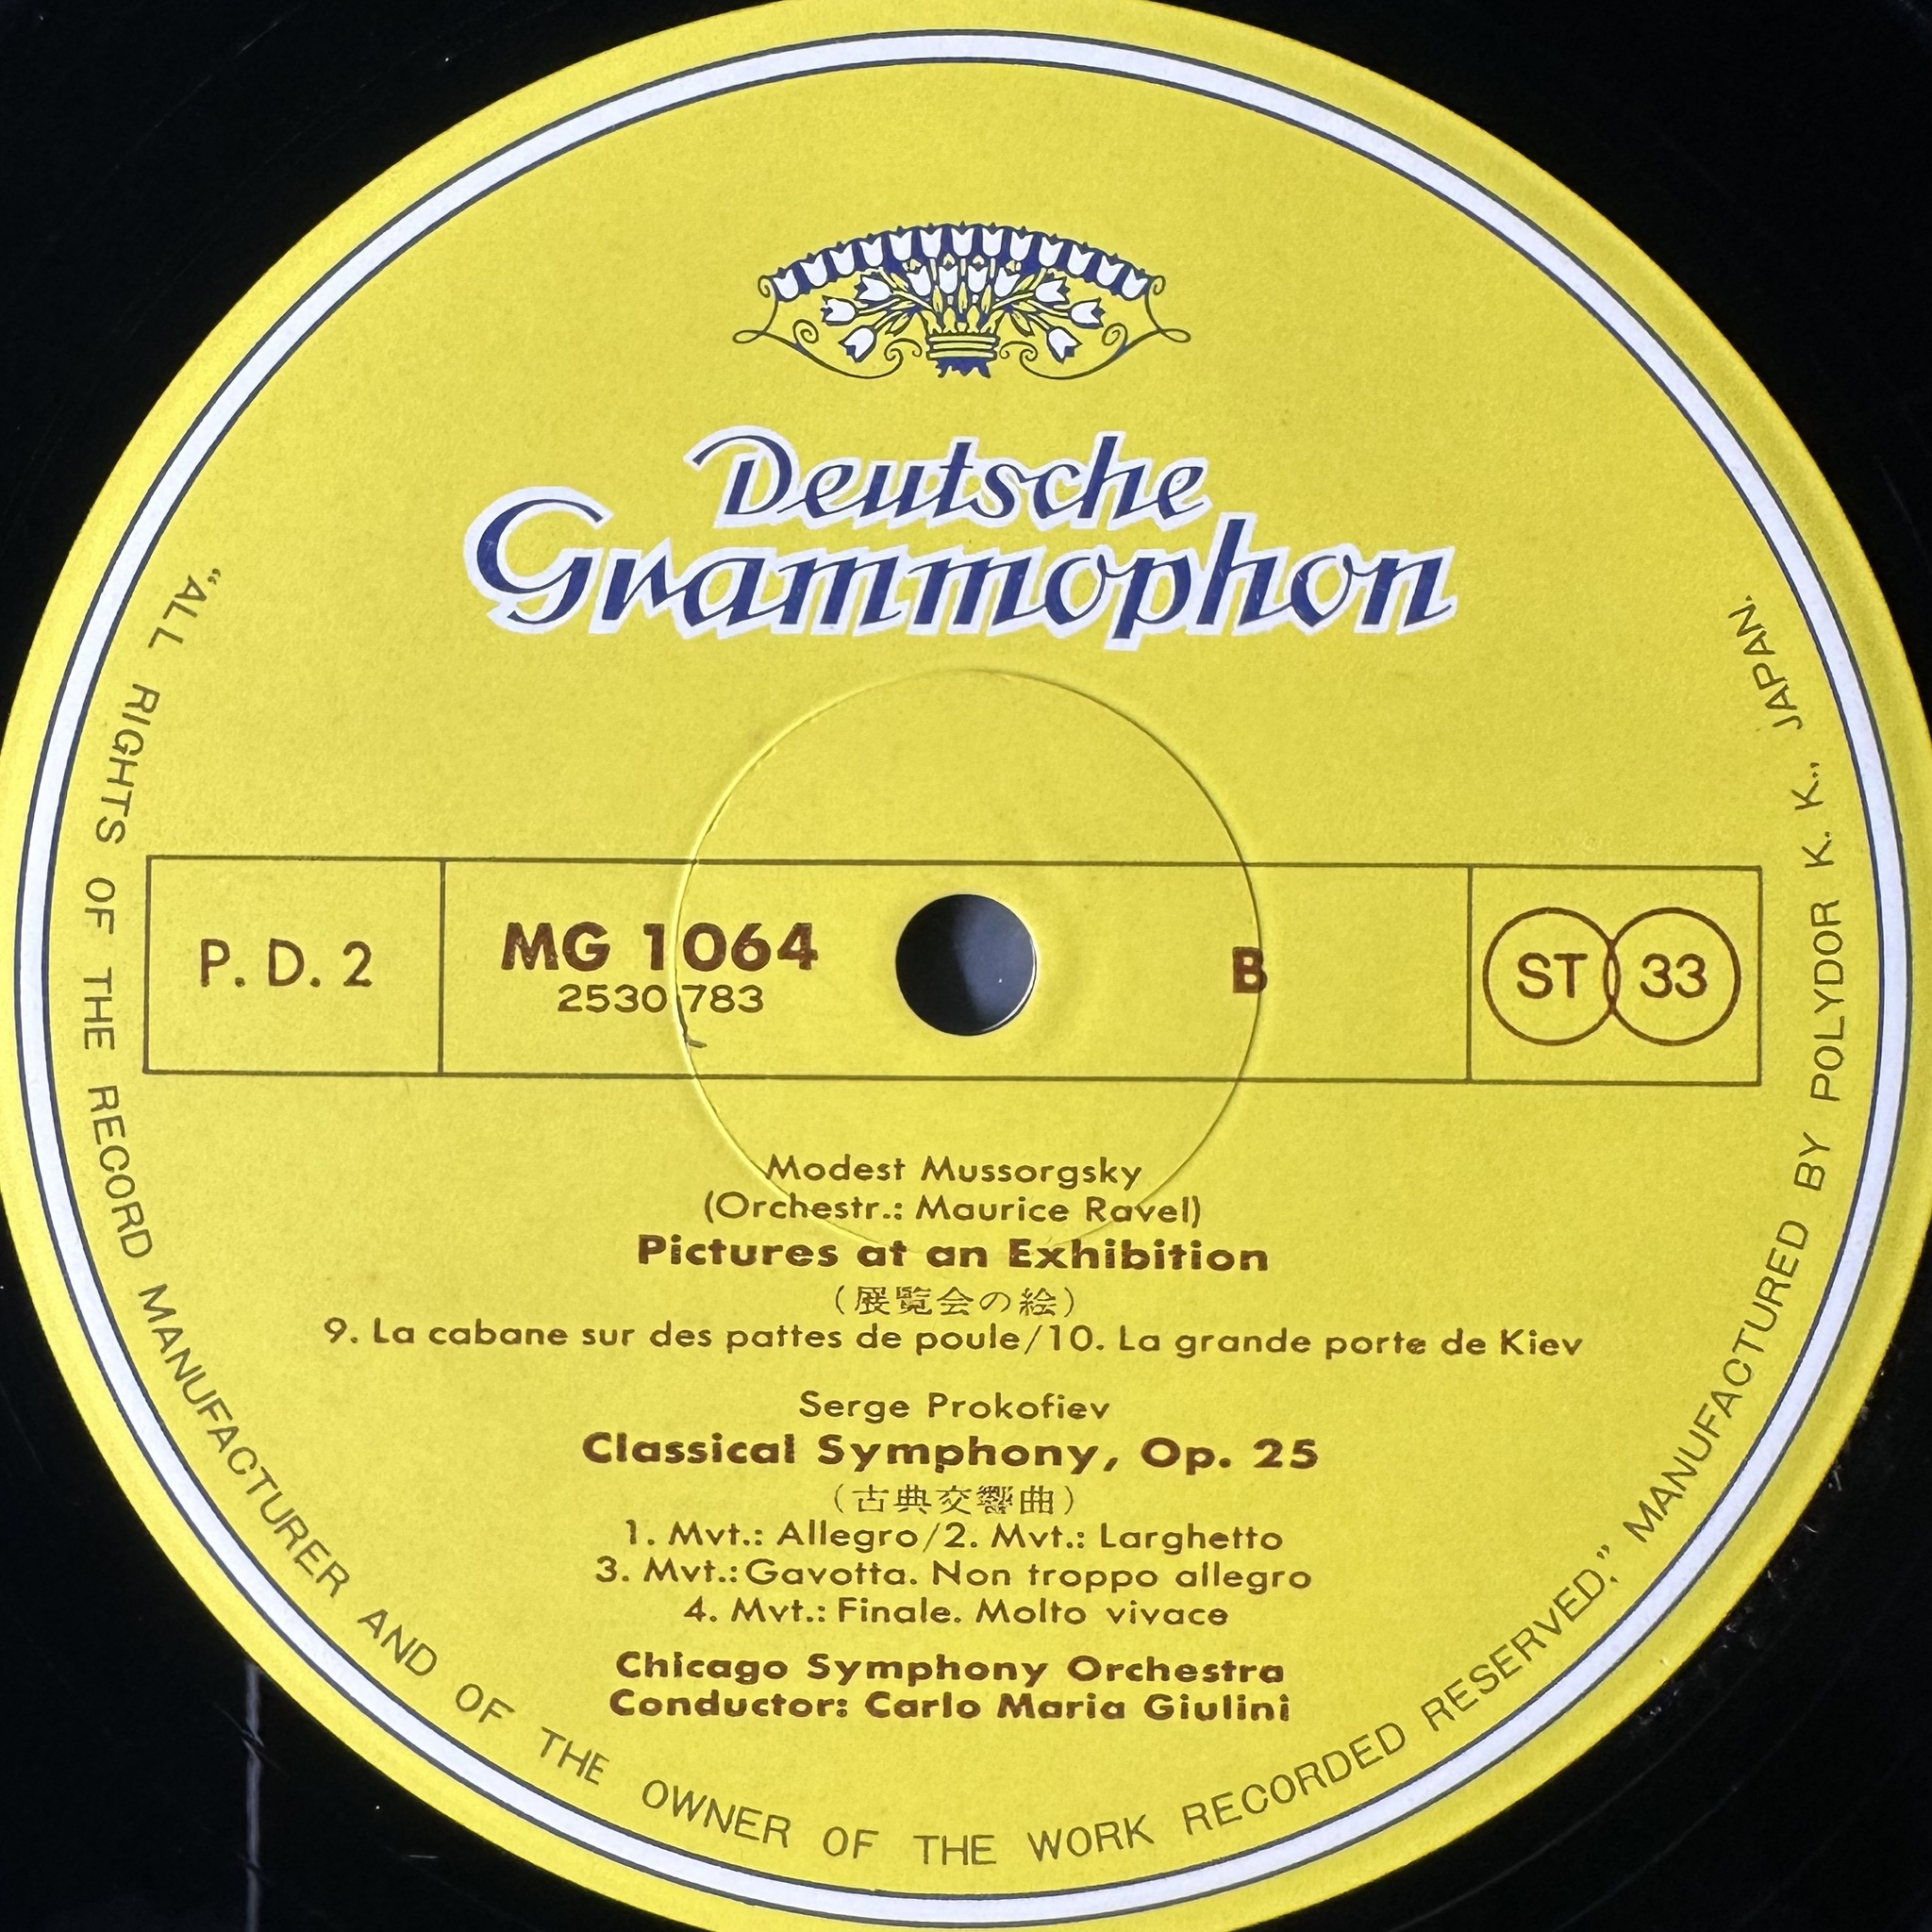 Deutsche
Grammophon
P. D. 2
MG 1064
2530 783
B
ST 33
Modest Mussorgsky
(Orchestr.: Maurice Ravel)
Pictures at an Exhibition
(展覧会の絵)
9. La cabane sur des pattes de poule/10. La grande porte de Kiev
Serge Prokofiev
Classical Symphony, Op. 25
(古典交響曲)
1. Mvt.: Allegro/2. Mvt.: Larghetto
3. Mvt.: Gavotta. Non troppo allegro
4. Mvt.: Finale. Molto vivace
Chicago Symphony Orchestra
Conductor: Carlo Maria Giulini
“ALL RIGHTS OF THE RECORD MANUFACTURER AND OF THE OWNER OF THE WORK RECORDED RESERVED,” MANUFACTURED BY POLYDOR K. K., JAPAN.